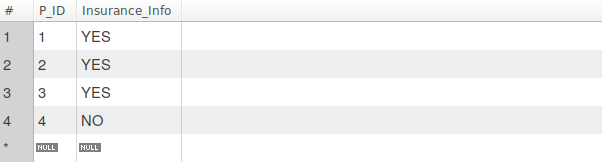 # P_ID Insurance_Info
1 1 YES
2 2 YES
3 3 YES
4 4 NO
* NULL NULL